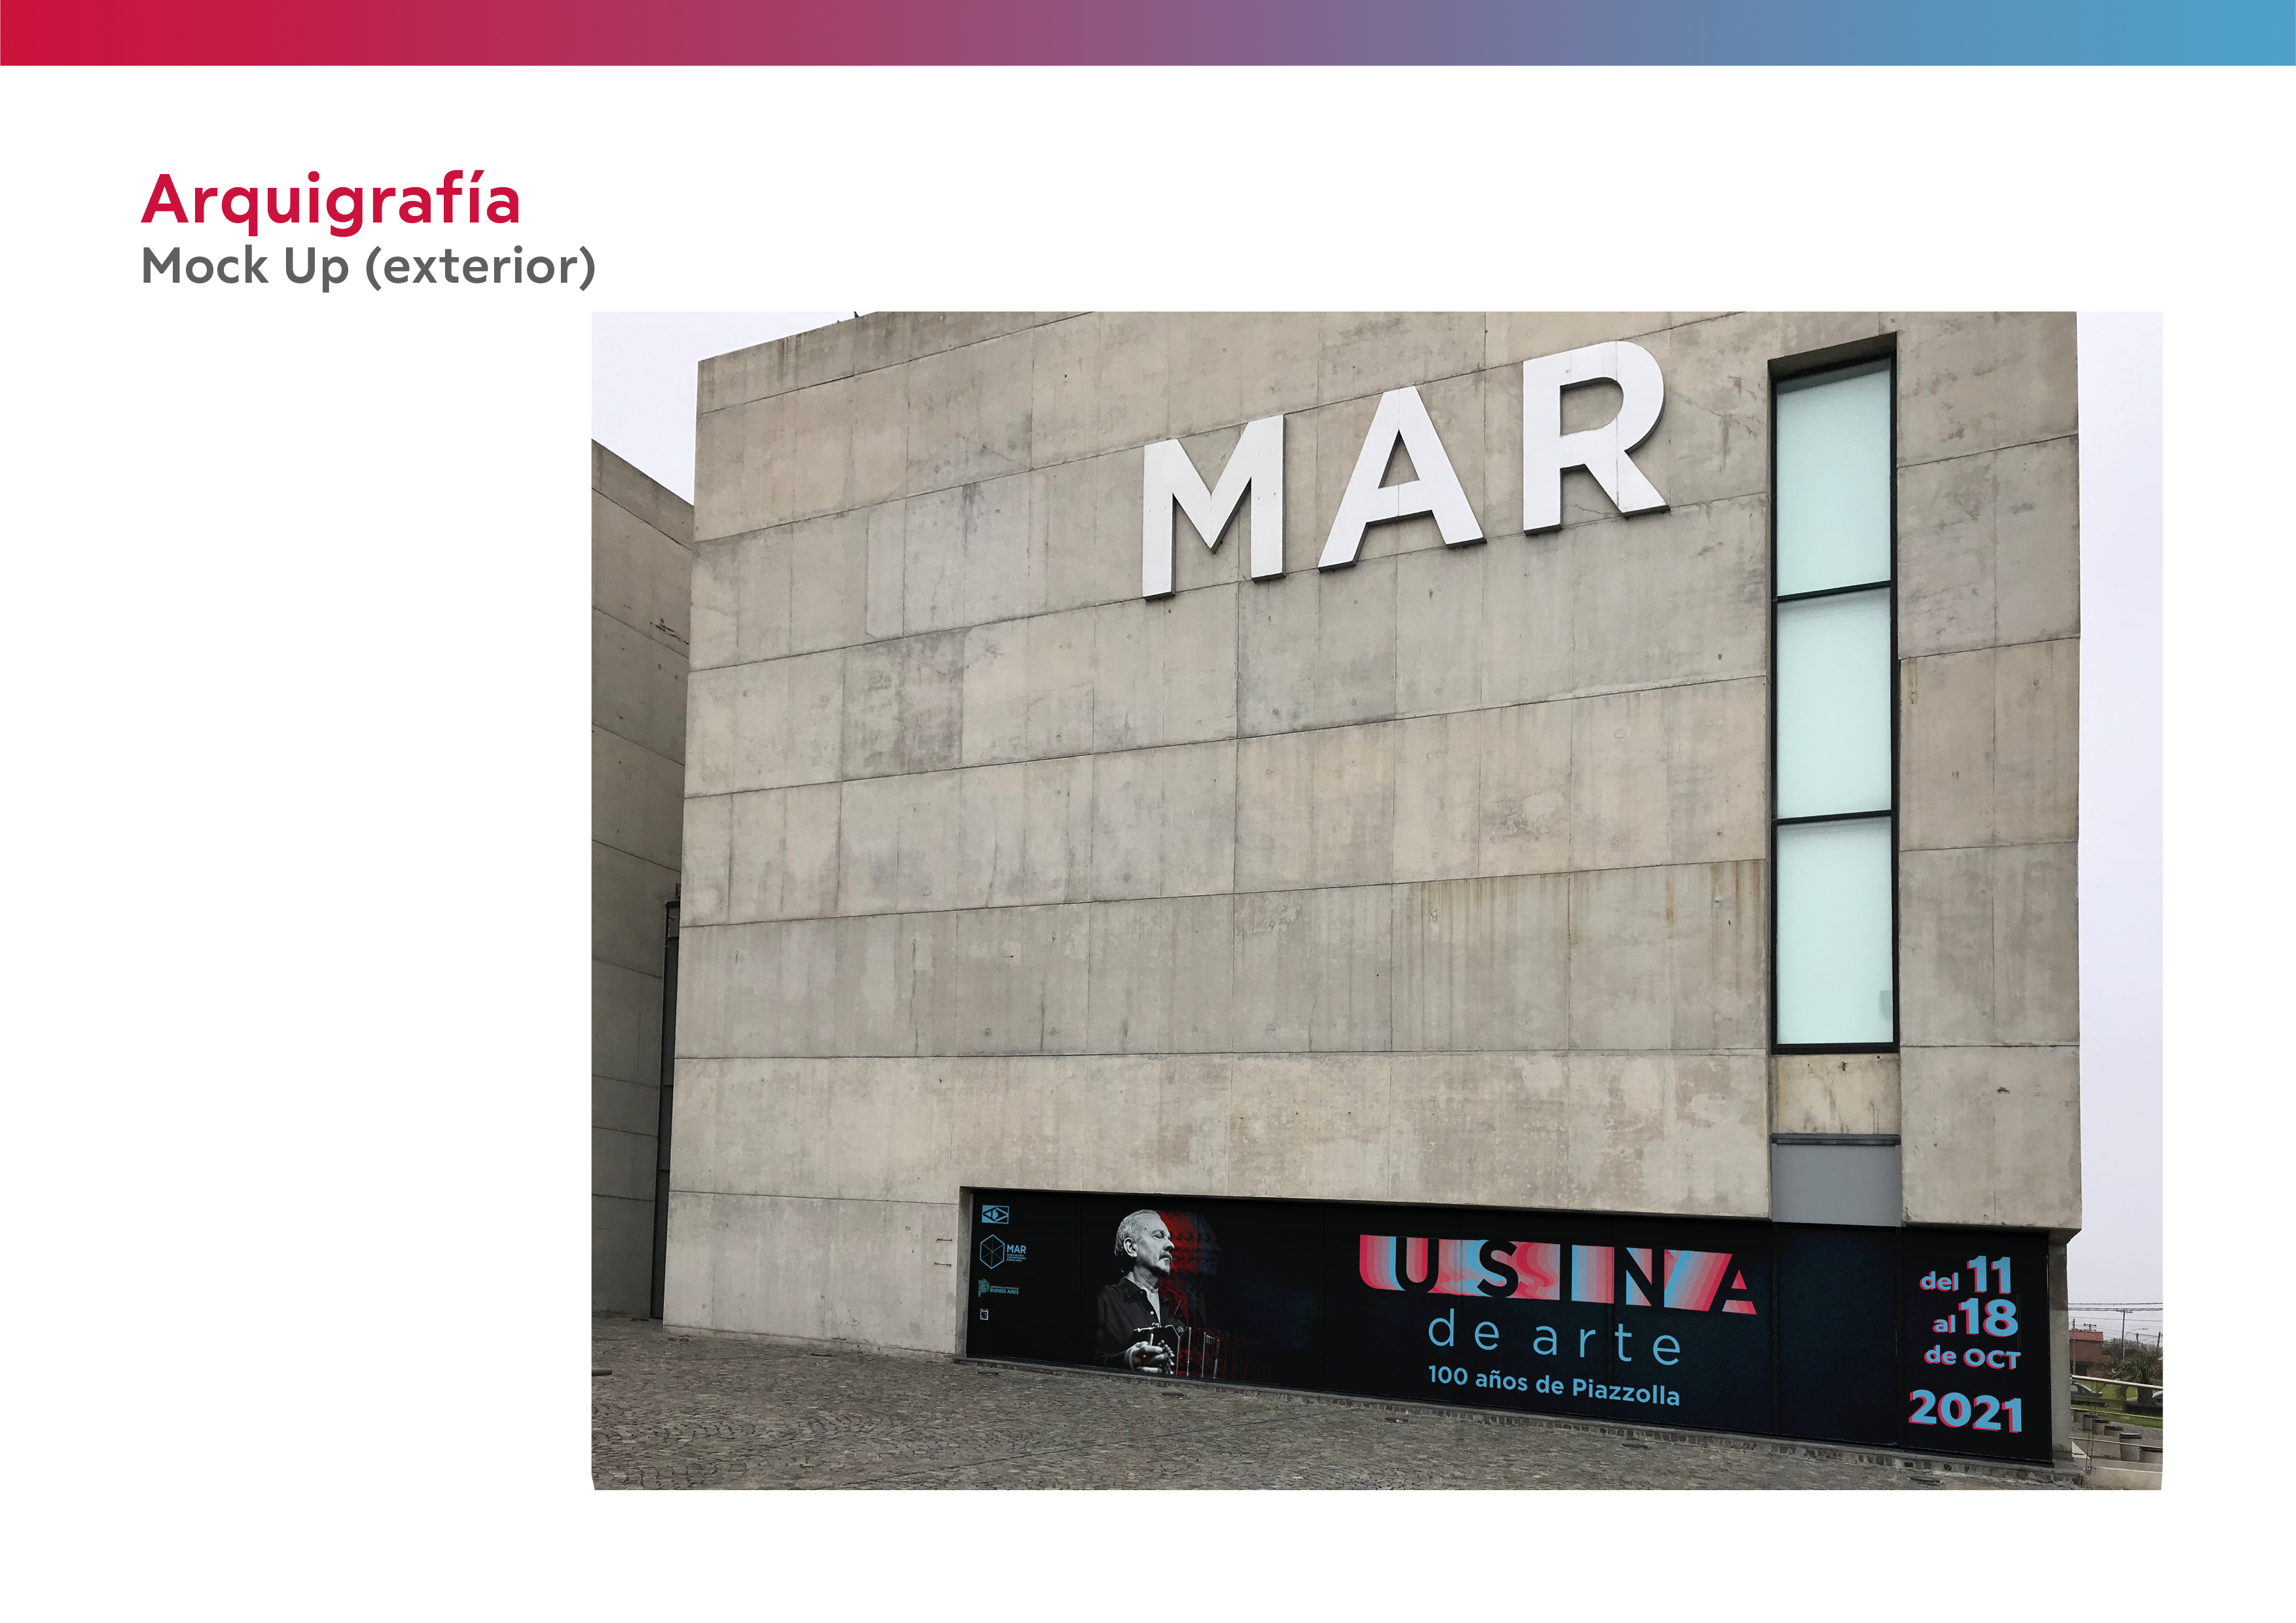 Arquigrafía
Mock Up (exterior)
MAR
MAR
BUENOS AIRES
USINA
de arte
100 años de Piazzolla
del 11
al 18
de OCT
2021